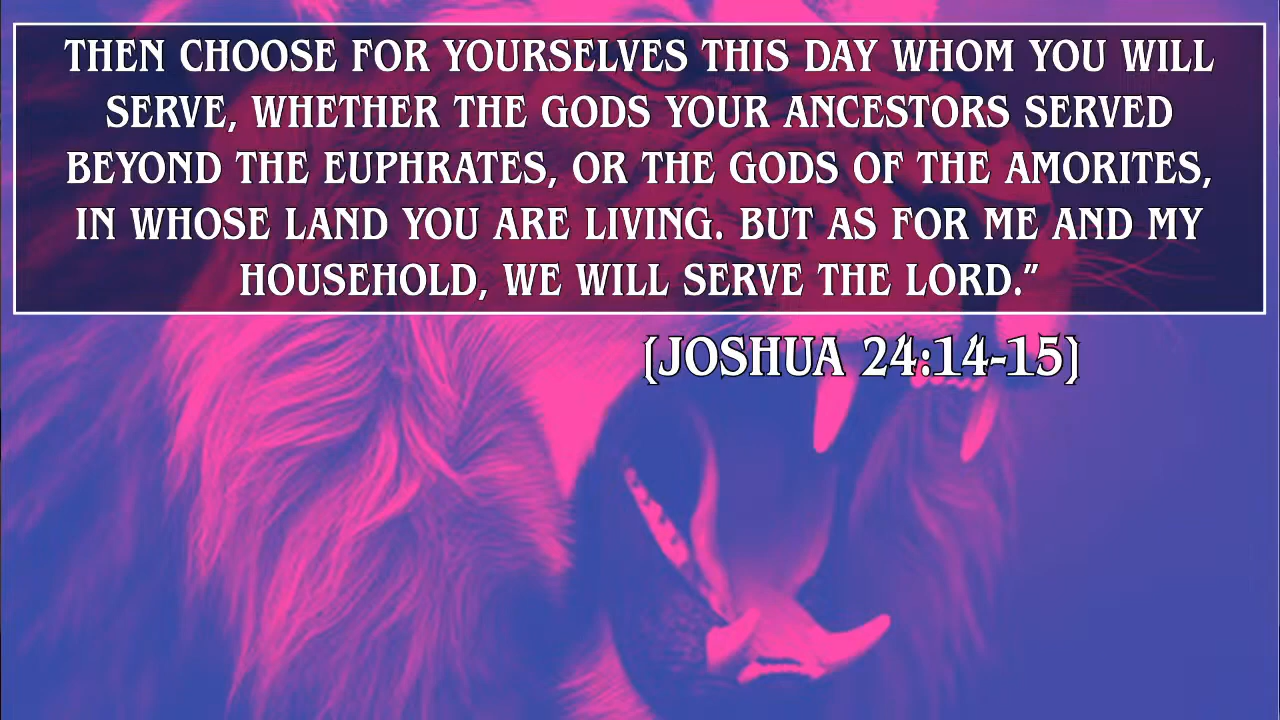 THEN CHOOSE FOR YOURSELVES THIS DAY WHOM YOU WILL
SERVE, WHETHER THE GODS YOUR ANCESTORS SERVED
BEYOND THE EUPHRATES, OR THE GODS OF THE AMORITES,
IN WHOSE LAND YOU ARE LIVING. BUT AS FOR ME AND MY
HOUSEHOLD, WE WILL SERVE THE LORD.”
(JOSHUA 24:14-15)